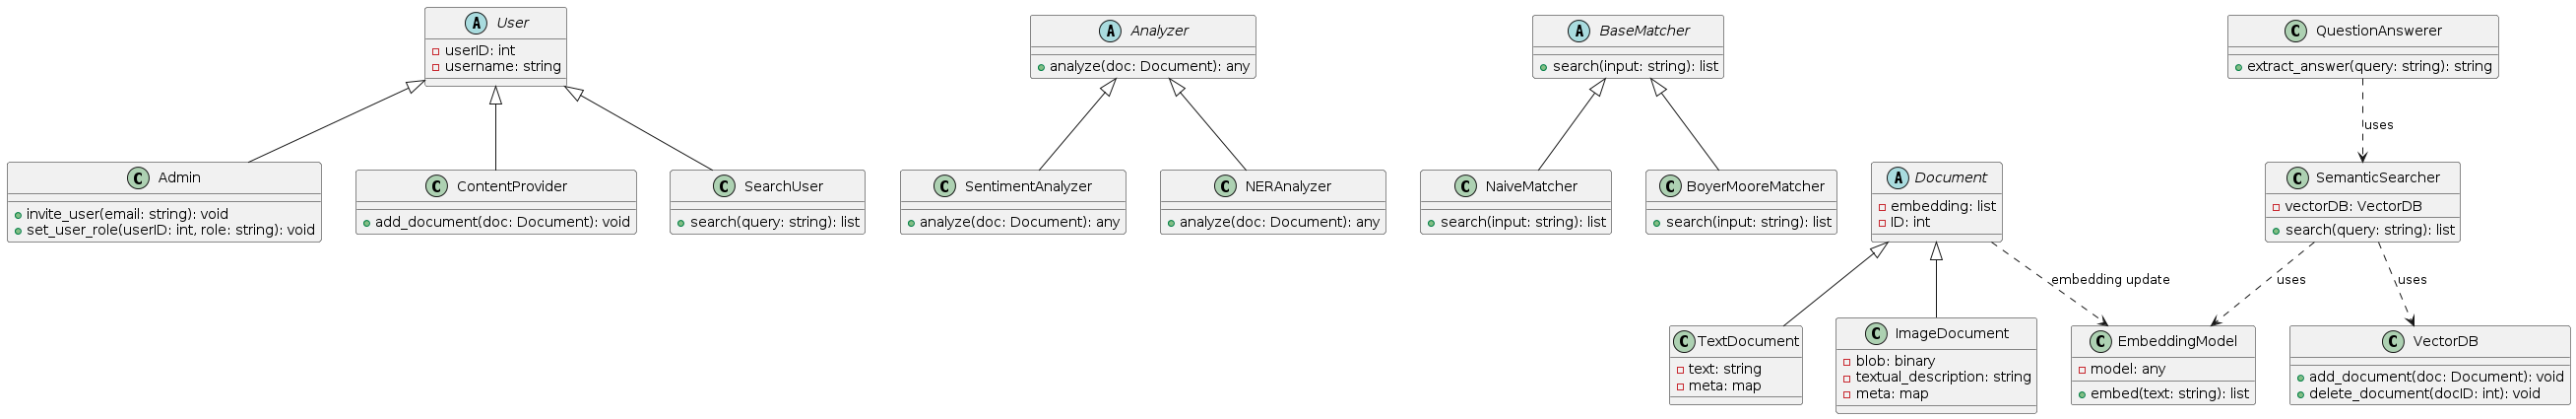 A User
userID: int
username: string
A Analyzer
analyze(doc: Document): any
A BaseMatcher
search(input: string): list
C QuestionAnswerer
extract_answer(query: string): string
uses
C Admin
invite_user(email: string): void
set_user_role(userID: int, role: string): void
C ContentProvider
add_document(doc: Document): void
C SearchUser
search(query: string): list
C SentimentAnalyzer
analyze(doc: Document): any
C NERAnalyzer
analyze(doc: Document): any
C NaiveMatcher
search(input: string): list
C BoyerMooreMatcher
search(input: string): list
A Document
embedding: list
ID: int
C SemanticSearcher
vectorDB: VectorDB
search(query: string): list
embedding update
uses
uses
C TextDocument
text: string
meta: map
C ImageDocument
blob: binary
textual_description: string
meta: map
C EmbeddingModel
model: any
embed(text: string): list
C VectorDB
add_document(doc: Document): void
delete_document(docID: int): void